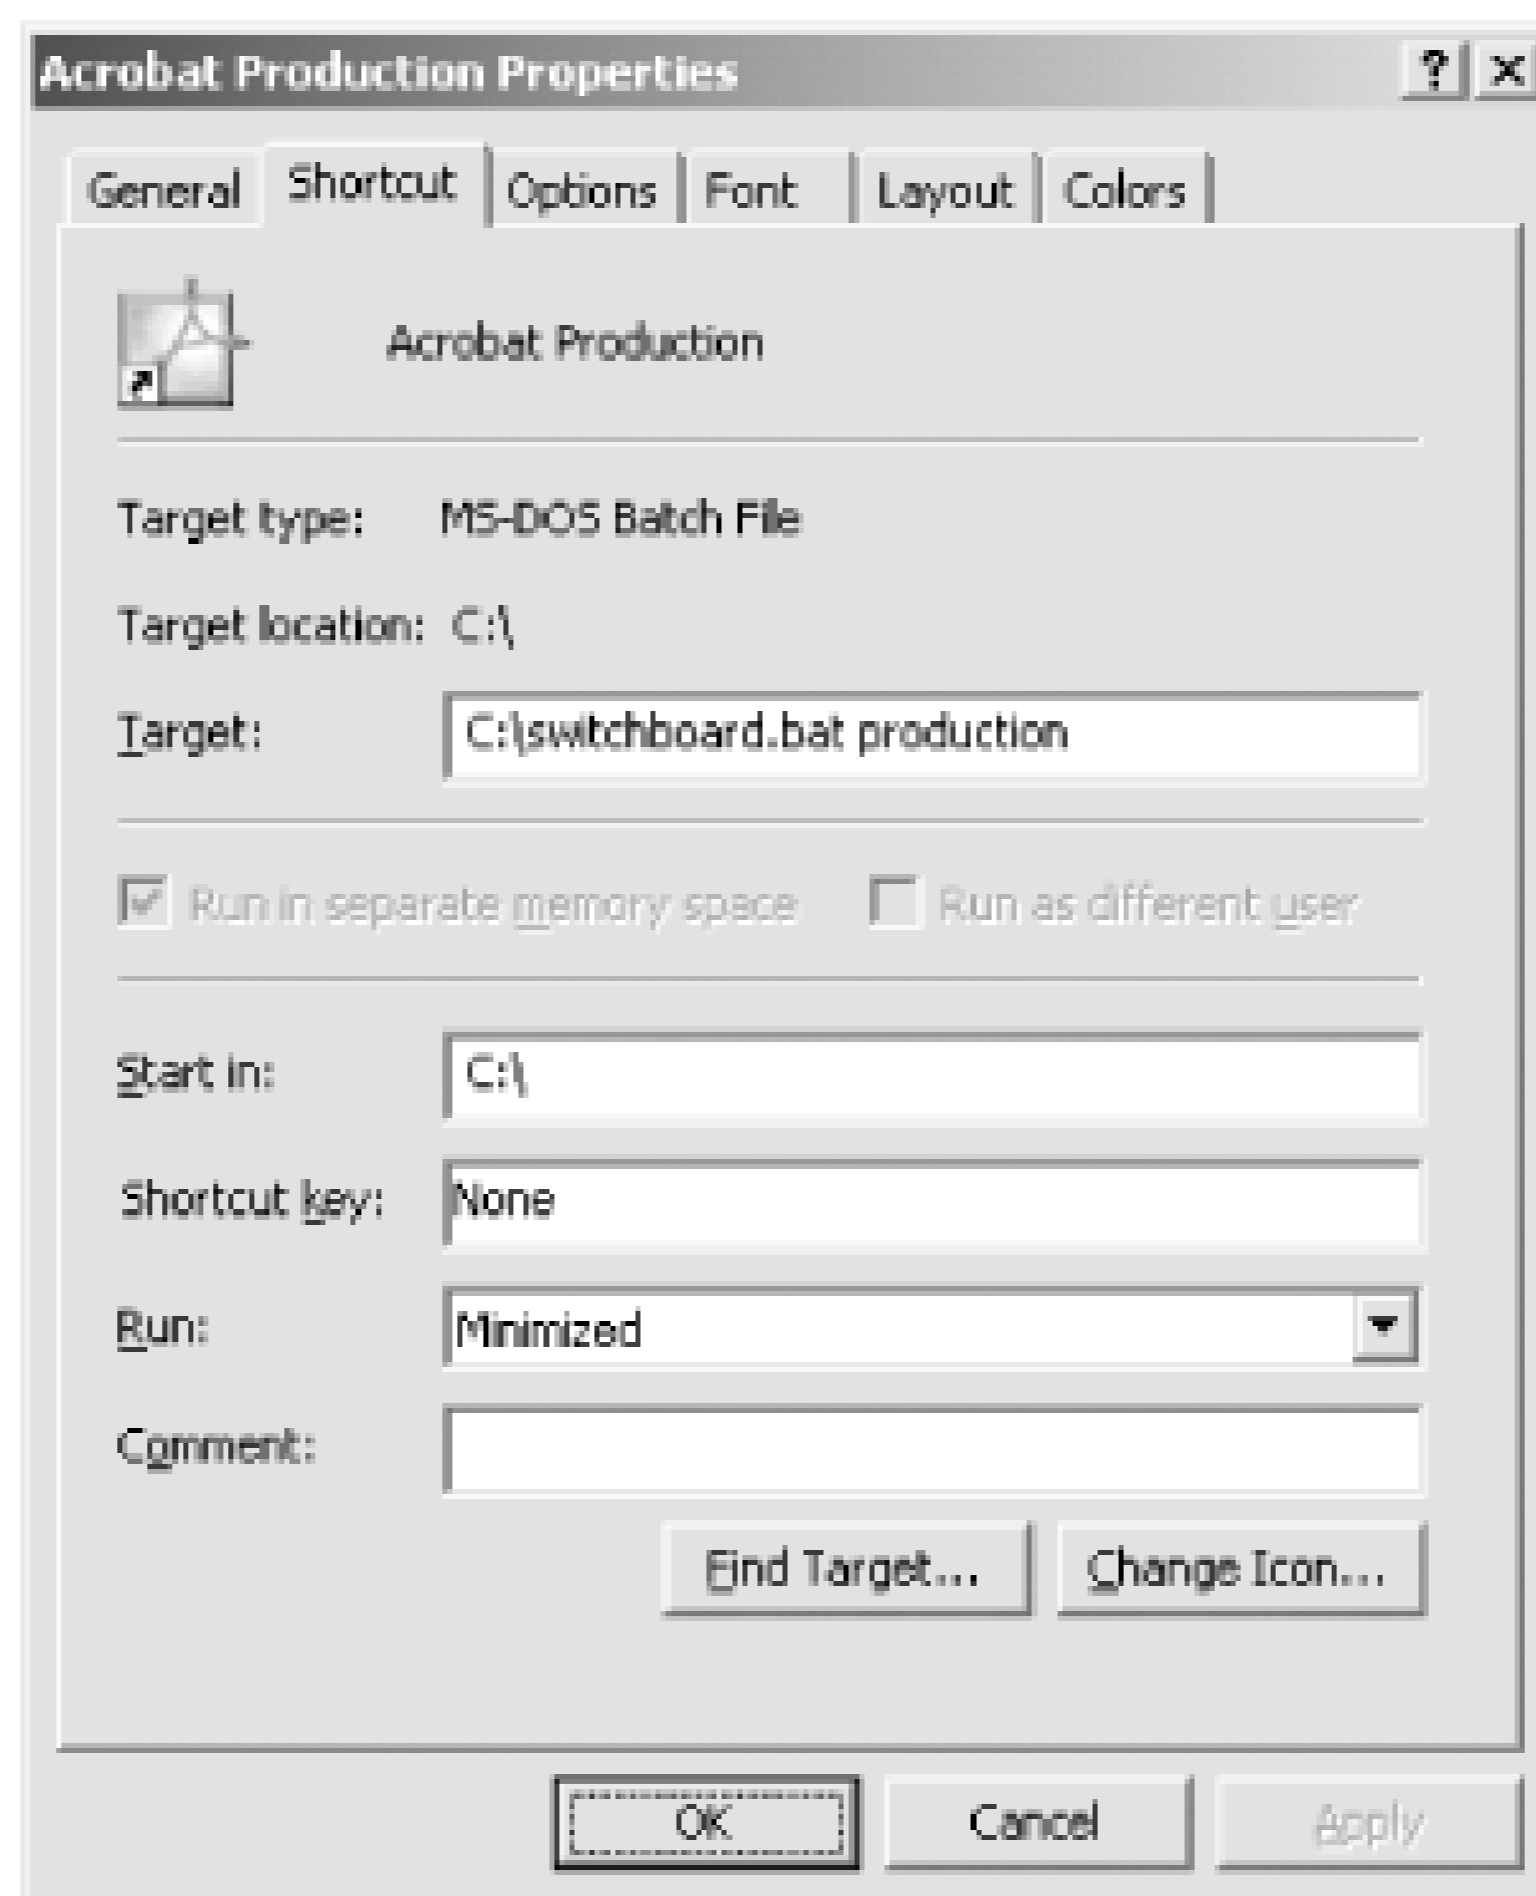 Acrobat Production Properties ? ×
General Shortcut Options Font Layout Colors
Acrobat Production
Target type: MS-DOS Batch File
Target location: C:\
Target: C:\switchboard.bat production
Run in separate memory space Run as different user
Start in: C:\
Shortcut key: None
Run: Minimized
Comment:
Find Target... Change Icon...
OK Cancel Apply